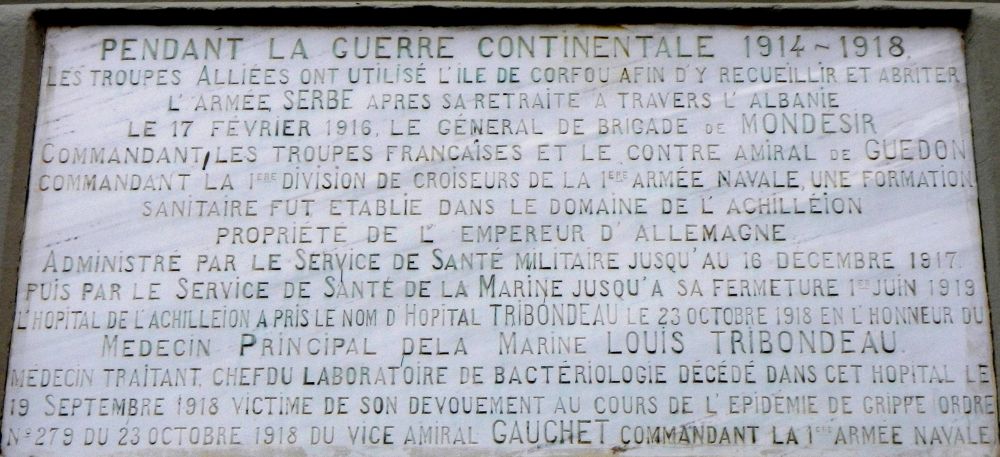 PENDANT LA GUERRE CONTINENTALE 1914~1918.
LES TROUPES ALLIÉES ONT UTILISÉ L'ILE DE CORFOU AFIN D'Y RECUEILLIR ET ABRITER
L'ARMÉE, SERBE APRES SA RETRAITE A TRAVERS L'ALBANIE
LE 17 FÉVRIER 1916, LE GÉNERAL DE BRIGADE DE MONDESIR
COMMANDANT, LES TROUPES FRANÇAISES ET LE CONTRE AMIRAL DE GUEDON
COMMANDANT LA 1ERE DIVISION DE CROISEURS DE LA 1ERE ARMÉE NAVALE, UNE FORMATION
SANITAIRE FUT ETABLIE DANS LE DOMAINE DE L'ACHILLÉION
PROPRIÉTÉ DE L'EMPEREUR D'ALLEMAGNE.
ADMINISTRÉ PAR LE SERVICE DE SANTÉ MILITAIRE JUSQU'AU 16 DÉCEMBRE 1917.
PUIS PAR LE SERVICE DE SANTÉ DE LA MARINE JUSQU'A SA FERMETURE 1ER JUIN 1919
L'HOPITAL DE L'ACHILLEION A PRIS LE NOM D'HOPITAL TRIBONDEAU LE 23 OCTOBRE 1918 EN L'HONNEUR DU
MEDECIN PRINCIPAL DELA MARINE LOUIS TRIBONDEAU.
MÉDECIN TRAITANT, CHEFDU LABORATOIRE DE BACTÉRIOLOGIE DÉCÉDÉ DANS CET HOPITAL LE
19 SEPTEMBRE 1918 VICTIME DE SON DEVOUEMENT AU COURS DE L'EPIDÉMIE DE GRIPPE (ORDRE
N° 279 DU 23 OCTOBRE 1918 DU VICE AMIRAL GAUCHET COMMANDANT LA 1ERE ARMÉE NAVALE)